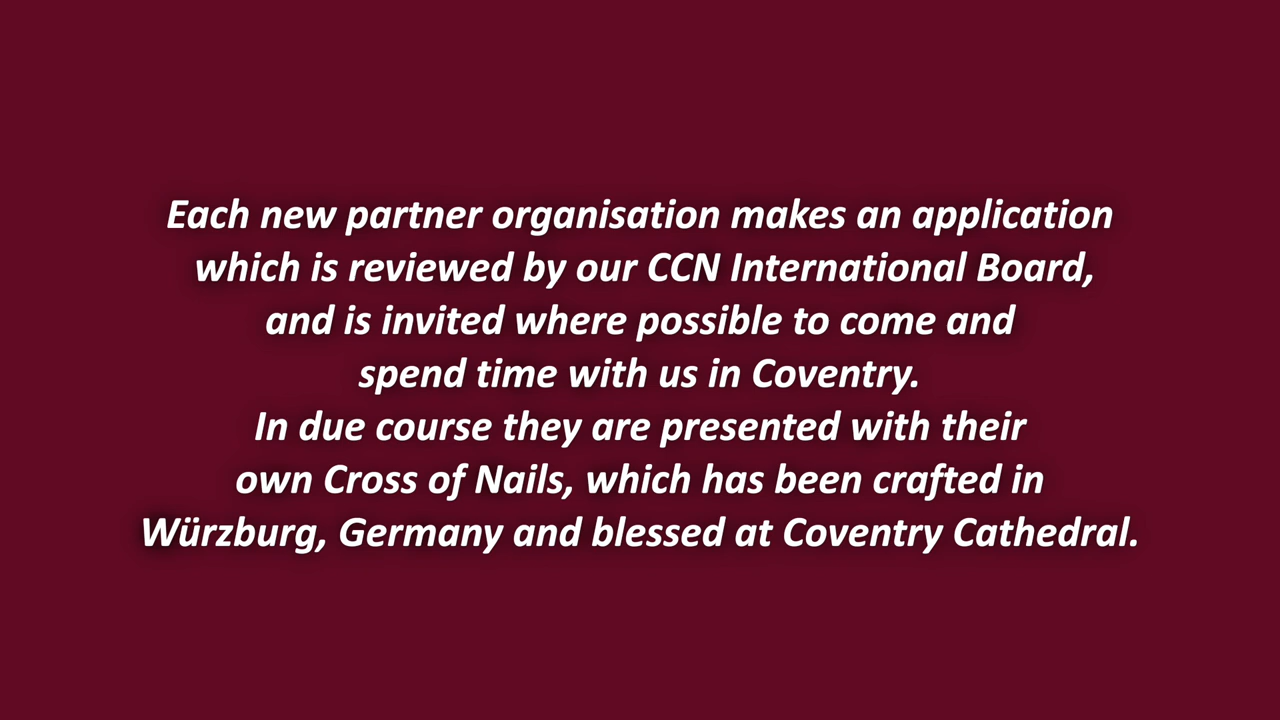 Each new partner organisation makes an application
which is reviewed by our CCN International Board,
and is invited where possible to come and
spend time with us in Coventry.
In due course they are presented with their
own Cross of Nails, which has been crafted in
Würzburg, Germany and blessed at Coventry Cathedral.